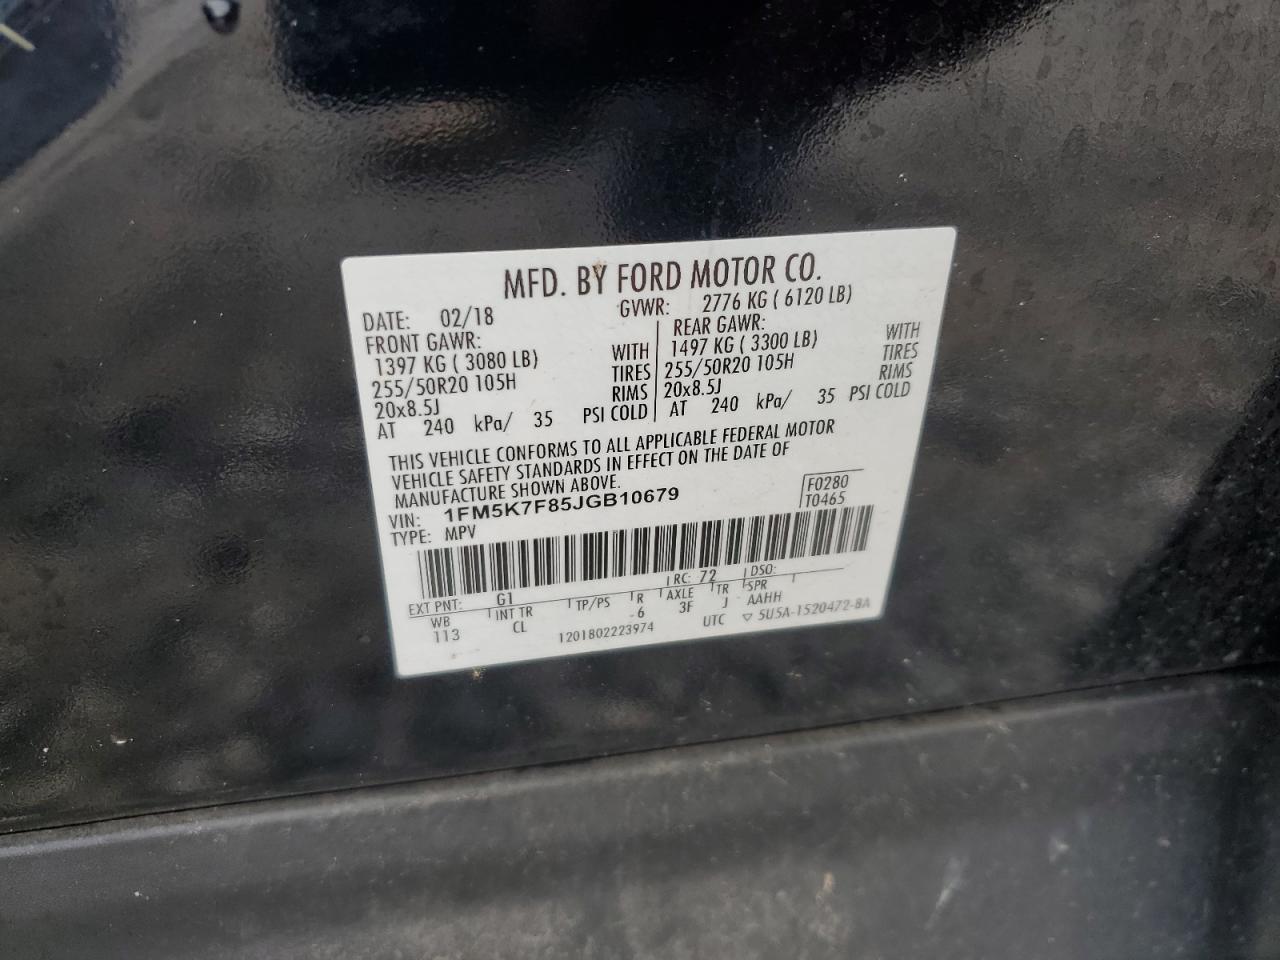 MFD. BY FORD MOTOR CO.
DATE: 02/18 GVWR: 2776 KG ( 6120 LB)
FRONT GAWR: REAR GAWR:
1397 KG ( 3080 LB) WITH 1497 KG ( 3300 LB) WITH
255/50R20 105H TIRES 255/50R20 105H TIRES
20x8.5J RIMS 20x8.5J RIMS
AT 240 kPa/ 35 PSI COLD AT 240 kPa/ 35 PSI COLD
THIS VEHICLE CONFORMS TO ALL APPLICABLE FEDERAL MOTOR
VEHICLE SAFETY STANDARDS IN EFFECT ON THE DATE OF
MANUFACTURE SHOWN ABOVE.
VIN: 1FM5K7F85JGB10679 F0280
TYPE: MPV T0465
EXT PNT: G1 RC: 72 DSO:
WB INT TR TP/PS R AXLE TR SPR
113 CL 6 3F J AAHH
1201802223974 UTC ▽ 5U5A-1520472-BA